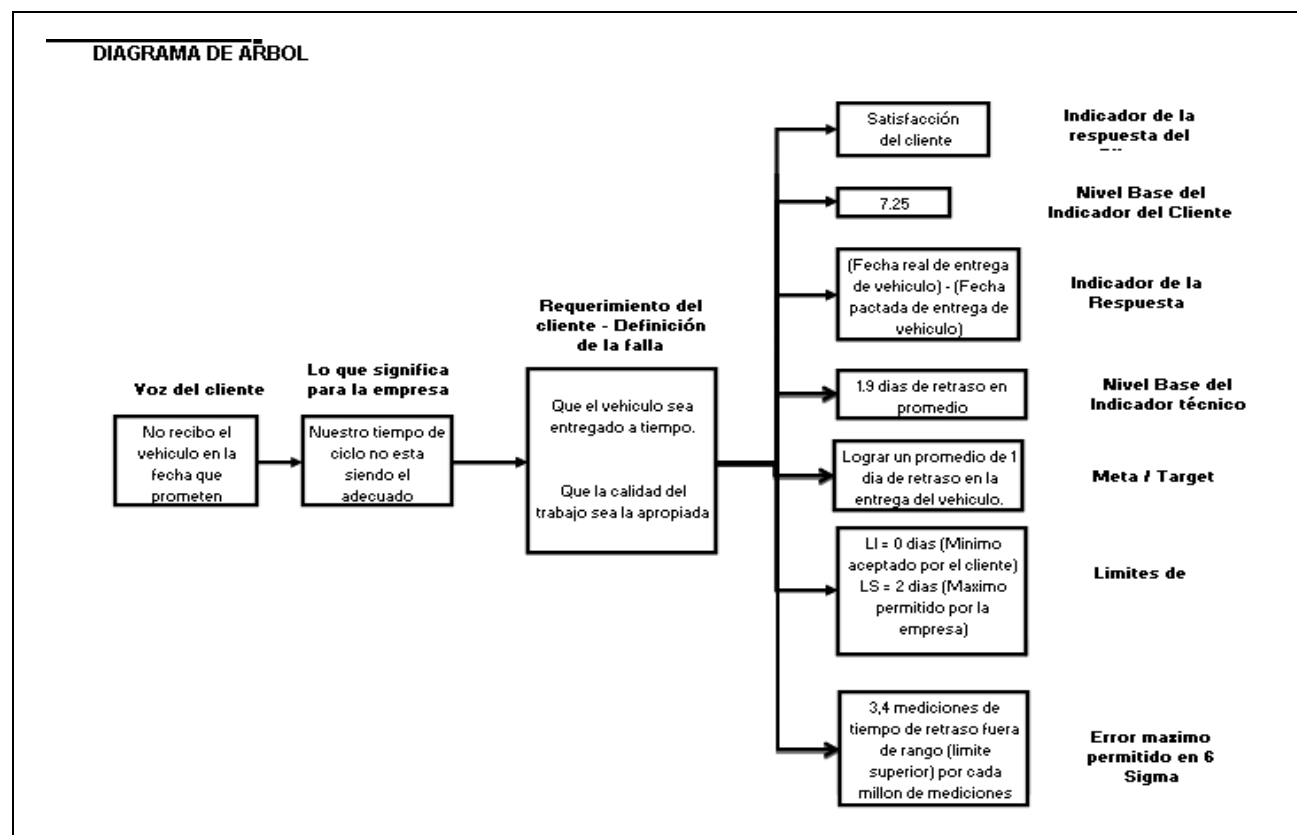 DIAGRAMA DE ÁRBOL
Voz del cliente
No recibo el
vehiculo en la
fecha que
prometen
Lo que significa
para la empresa
Nuestro tiempo de
ciclo no esta
siendo el
adecuado
Requerimiento del
cliente - Definición
de la falla
Que el vehiculo sea
entregado a tiempo.
Que la calidad del
trabajo sea la apropiada
Satisfacción
del cliente
Indicador de la
respuesta del
7.25
Nivel Base del
Indicador del Cliente
(Fecha real de entrega
de vehiculo) - (Fecha
pactada de entrega de
vehiculo)
Indicador de la
Respuesta
1.9 dias de retraso en
promedio
Nivel Base del
Indicador técnico
Lograr un promedio de 1
dia de retraso en la
entrega del vehiculo.
Meta / Target
LI = 0 dias (Minimo
aceptado por el cliente)
LS = 2 dias (Maximo
permitido por la
empresa)
Limites de
3,4 mediciones de
tiempo de retraso fuera
de rango (limite
superior) por cada
millon de mediciones
Error maximo
permitido en 6
Sigma